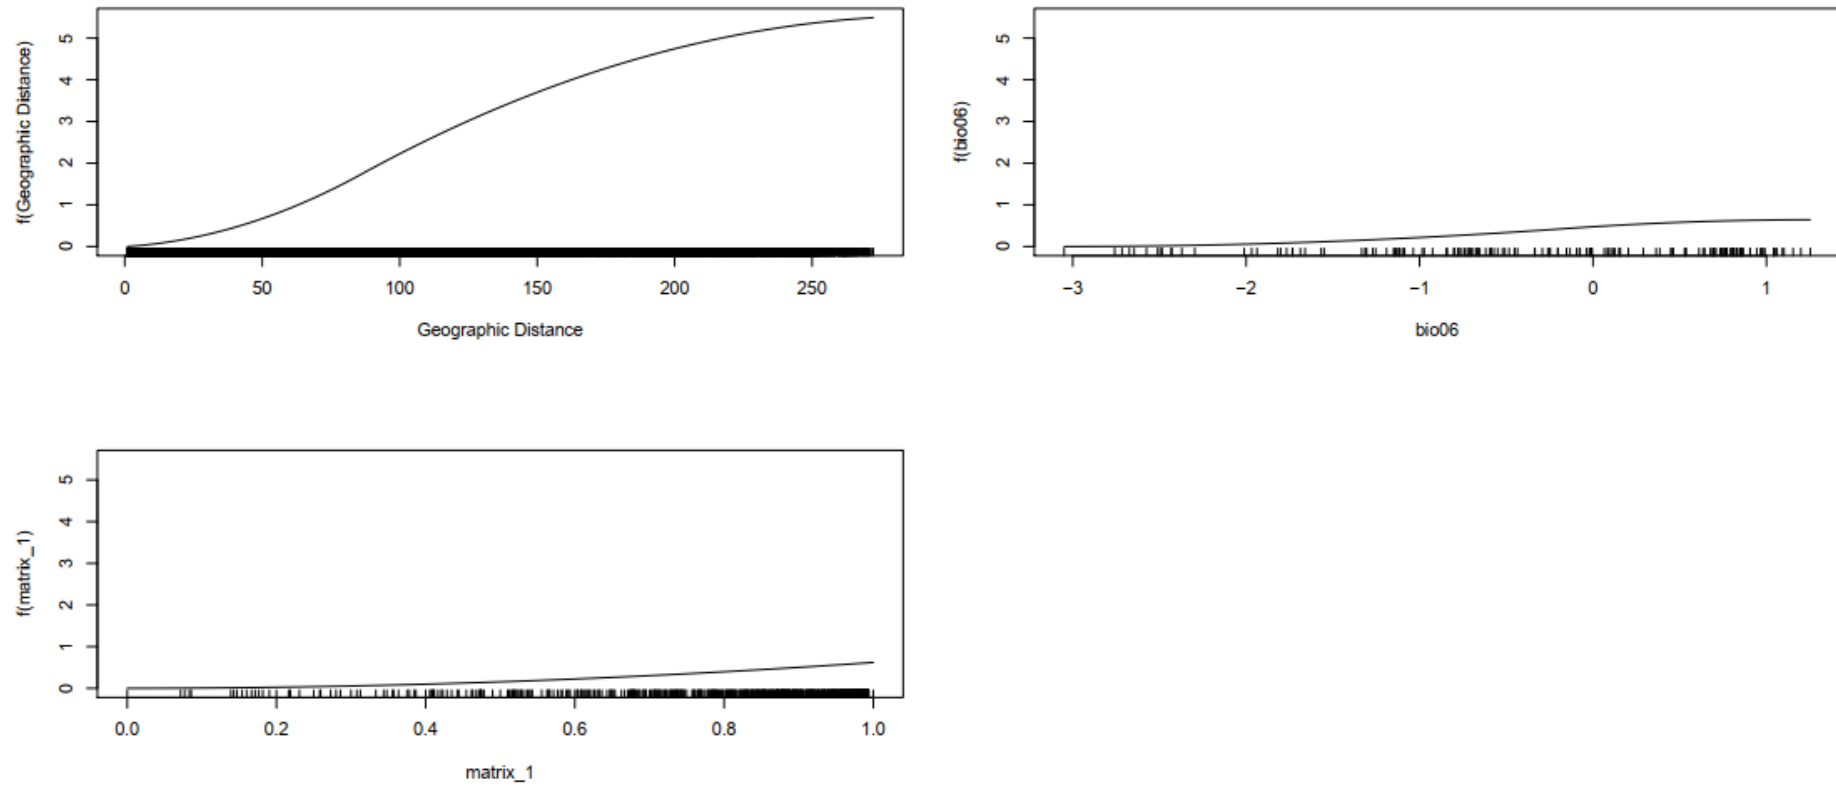 f(Geographic Distance)
0 1 2 3 4 5
0 50 100 150 200 250
Geographic Distance
f(bio06)
0 1 2 3 4 5
−3 −2 −1 0 1
bio06
f(matrix_1)
0 1 2 3 4 5
0.0 0.2 0.4 0.6 0.8 1.0
matrix_1